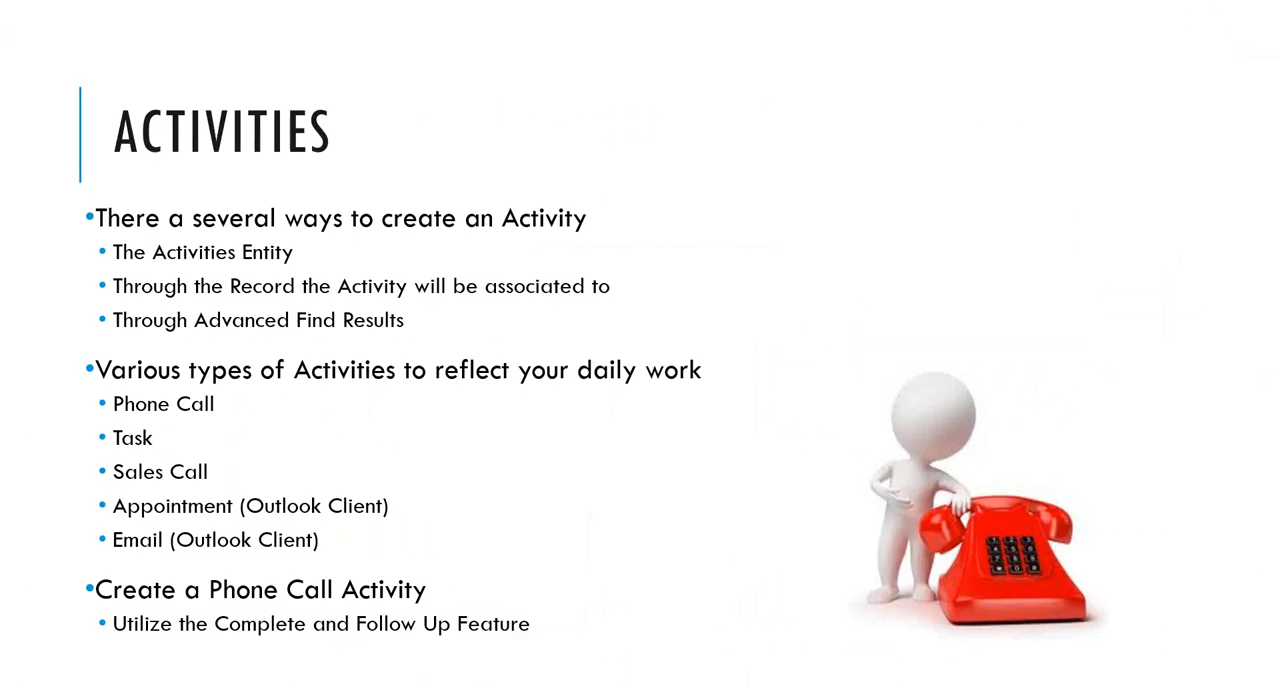 ACTIVITIES
•There a several ways to create an Activity
• The Activities Entity
• Through the Record the Activity will be associated to
• Through Advanced Find Results
•Various types of Activities to reflect your daily work
• Phone Call
• Task
• Sales Call
• Appointment (Outlook Client)
• Email (Outlook Client)
•Create a Phone Call Activity
• Utilize the Complete and Follow Up Feature